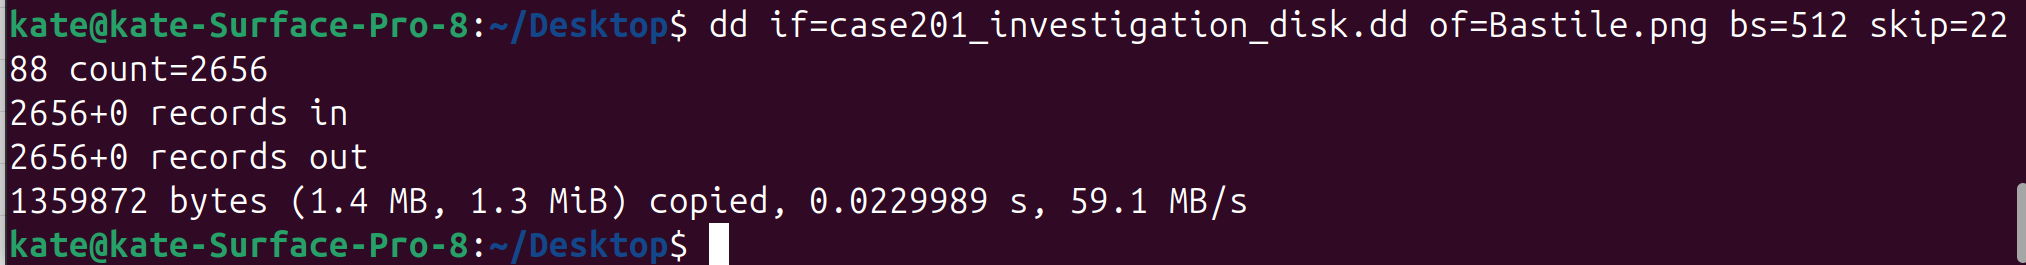 kate@kate-Surface-Pro-8:~/Desktop$ dd if=case201_investigation_disk.dd of=Bastile.png bs=512 skip=22
88 count=2656
2656+0 records in
2656+0 records out
1359872 bytes (1.4 MB, 1.3 MiB) copied, 0.0229989 s, 59.1 MB/s
kate@kate-Surface-Pro-8:~/Desktop$